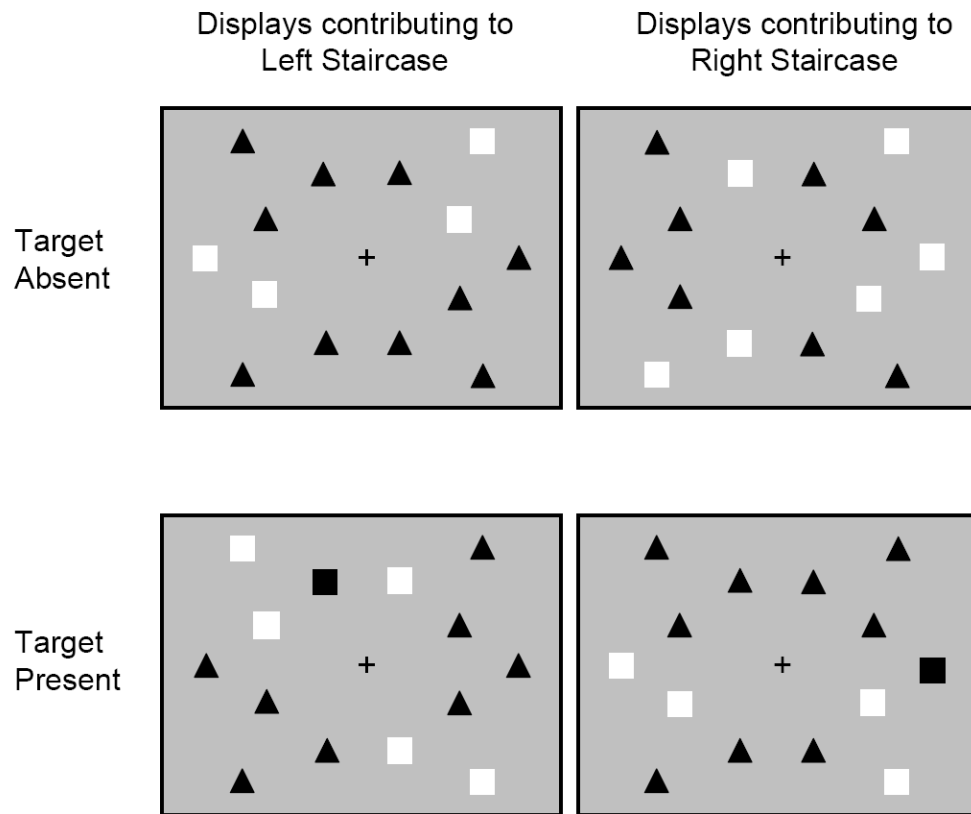 Displays contributing to
Left Staircase
Displays contributing to
Right Staircase
Target
Absent
Target
Present